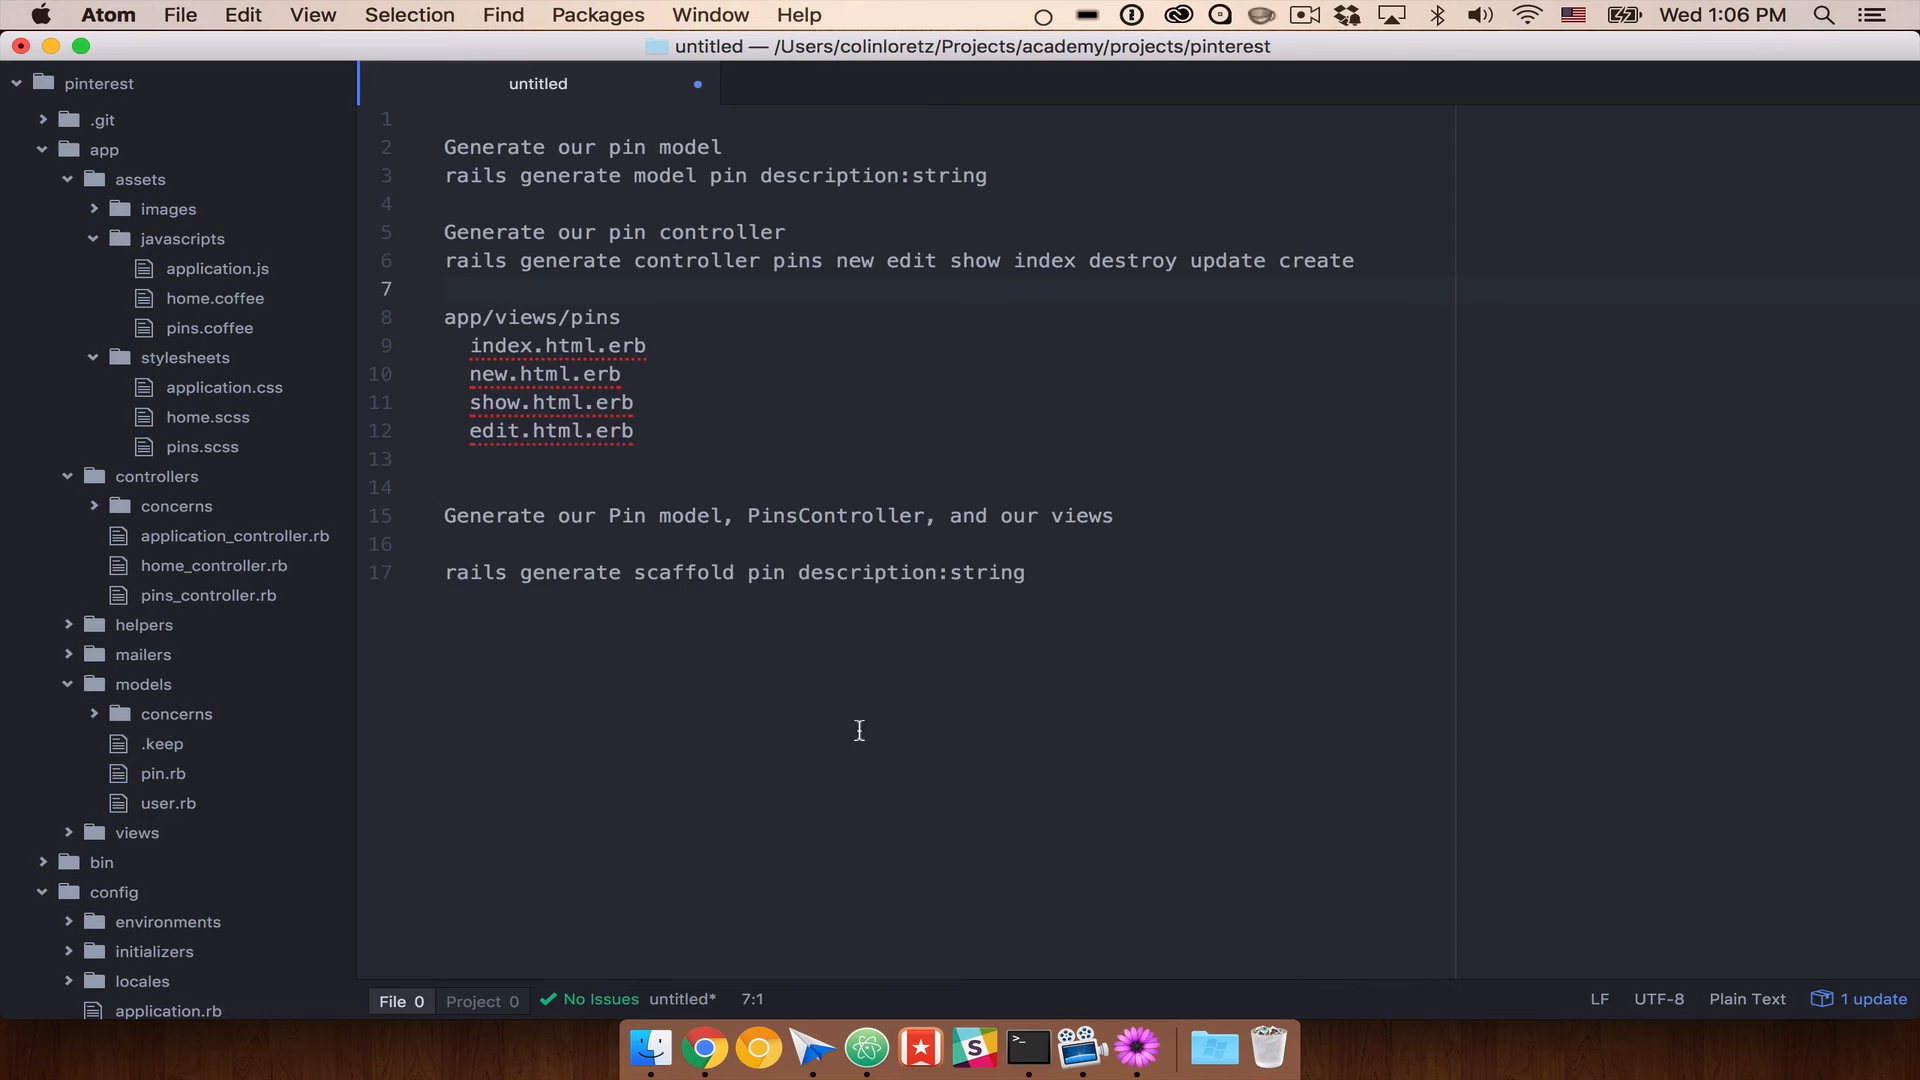 Atom File Edit View Selection Find Packages Window Help Wed 1:06 PM
untitled — /Users/colinloretz/Projects/academy/projects/pinterest
pinterest
.git
app
assets
images
javascripts
application.js
home.coffee
pins.coffee
stylesheets
application.css
home.scss
pins.scss
controllers
concerns
application_controller.rb
home_controller.rb
pins_controller.rb
helpers
mailers
models
concerns
.keep
pin.rb
user.rb
views
bin
config
environments
initializers
locales
application.rb
untitled
1
2 Generate our pin model
3 rails generate model pin description:string
4
5 Generate our pin controller
6 rails generate controller pins new edit show index destroy update create
7
8 app/views/pins
9 index.html.erb
10 new.html.erb
11 show.html.erb
12 edit.html.erb
13
14
15 Generate our Pin model, PinsController, and our views
16
17 rails generate scaffold pin description:string
File 0 Project 0 No Issues untitled* 7:1 LF UTF-8 Plain Text 1 update